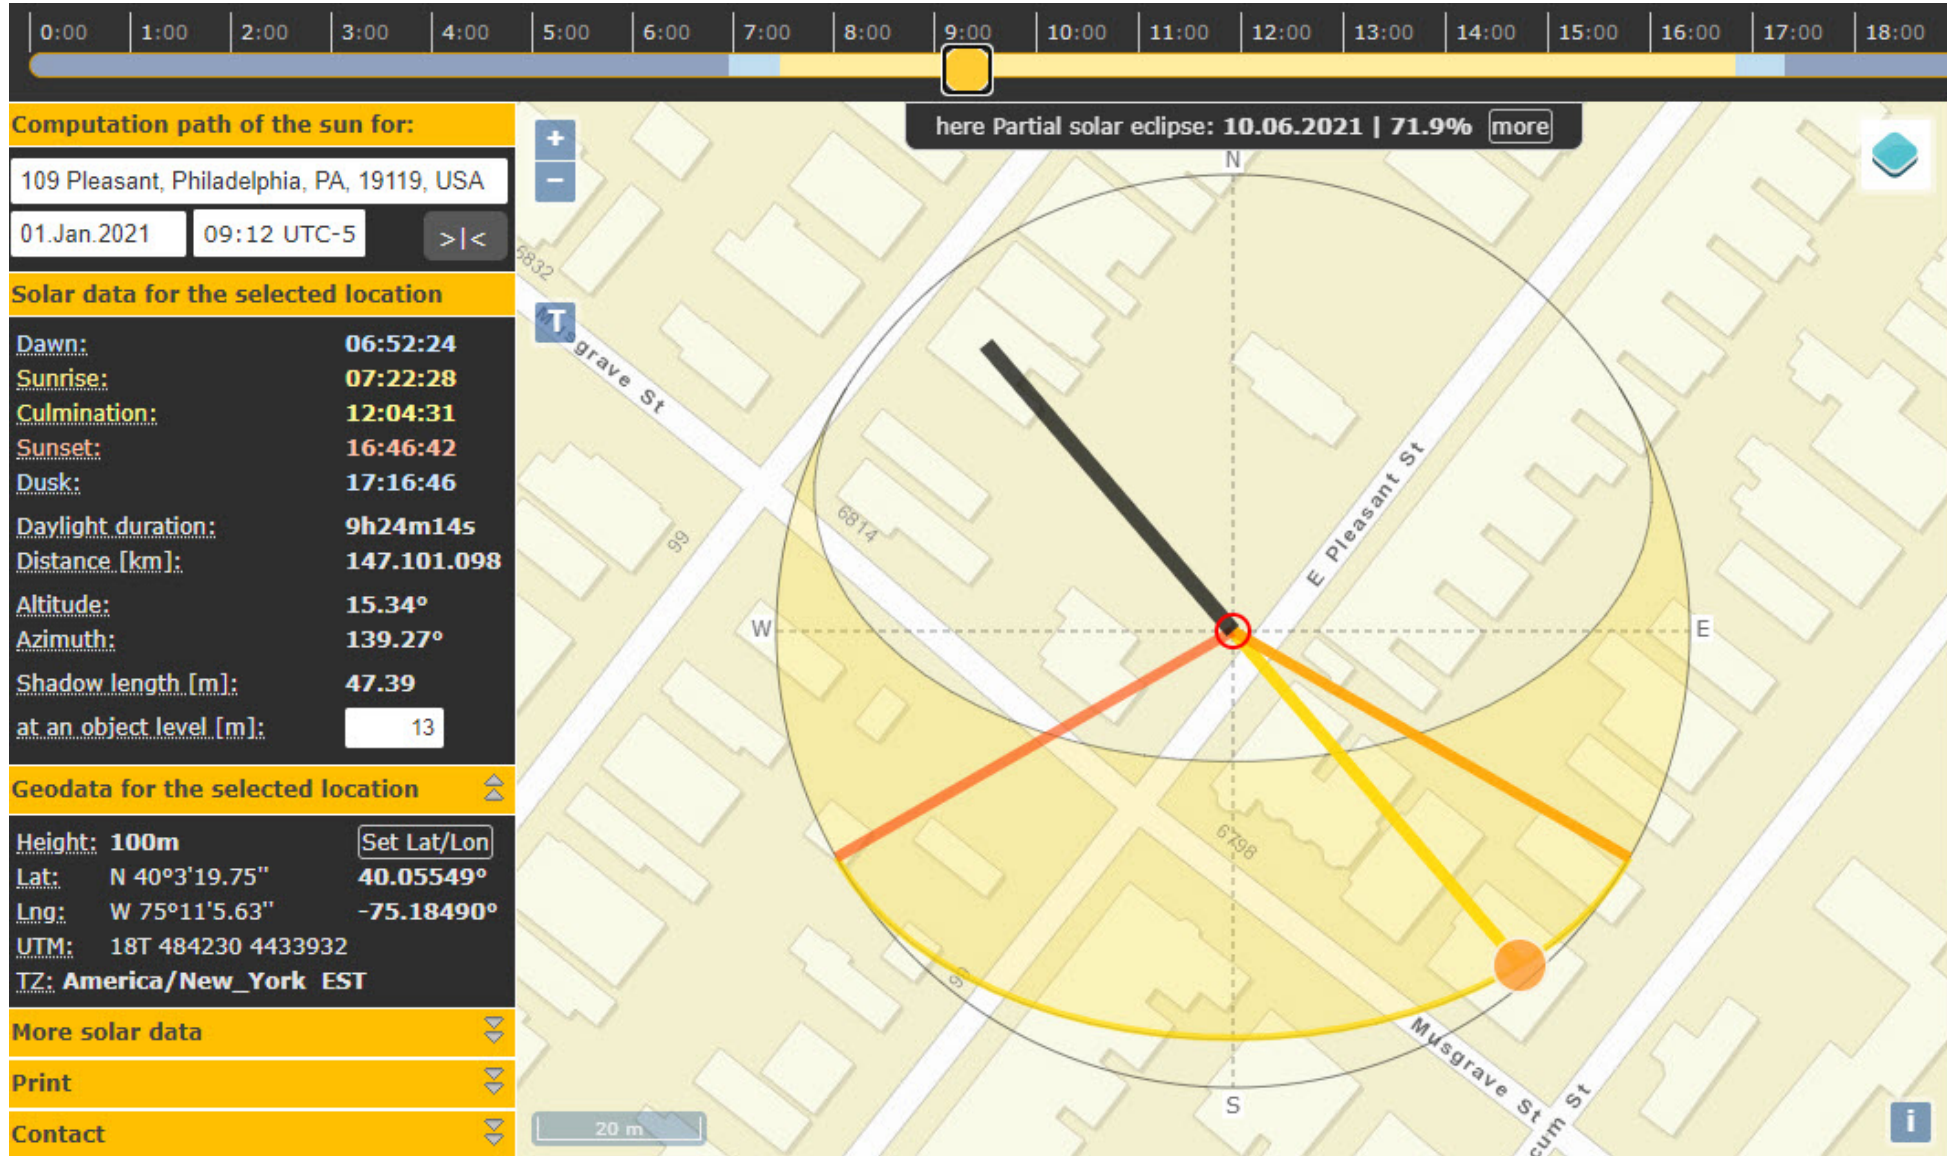 0:00 1:00 2:00 3:00 4:00 5:00 6:00 7:00 8:00 9:00 10:00 11:00 12:00 13:00 14:00 15:00 16:00 17:00 18:00
Computation path of the sun for:
109 Pleasant, Philadelphia, PA, 19119, USA
01.Jan.2021 09:12 UTC-5 >|<
Solar data for the selected location
Dawn: 06:52:24
Sunrise: 07:22:28
Culmination: 12:04:31
Sunset: 16:46:42
Dusk: 17:16:46
Daylight duration: 9h24m14s
Distance [km]: 147.101.098
Altitude: 15.34°
Azimuth: 139.27°
Shadow length [m]: 47.39
at an object level [m]: 13
Geodata for the selected location
Height: 100m Set Lat/Lon
Lat: N 40°3'19.75'' 40.05549°
Lng: W 75°11'5.63'' -75.18490°
UTM: 18T 484230 4433932
TZ: America/New_York EST
More solar data
Print
Contact
+
−
T
here Partial solar eclipse: 10.06.2021 | 71.9% more
N
6832
Musgrave St
6814
99
E Pleasant St
W
E
6798
99
Musgrave St
cum St
S
20 m
i